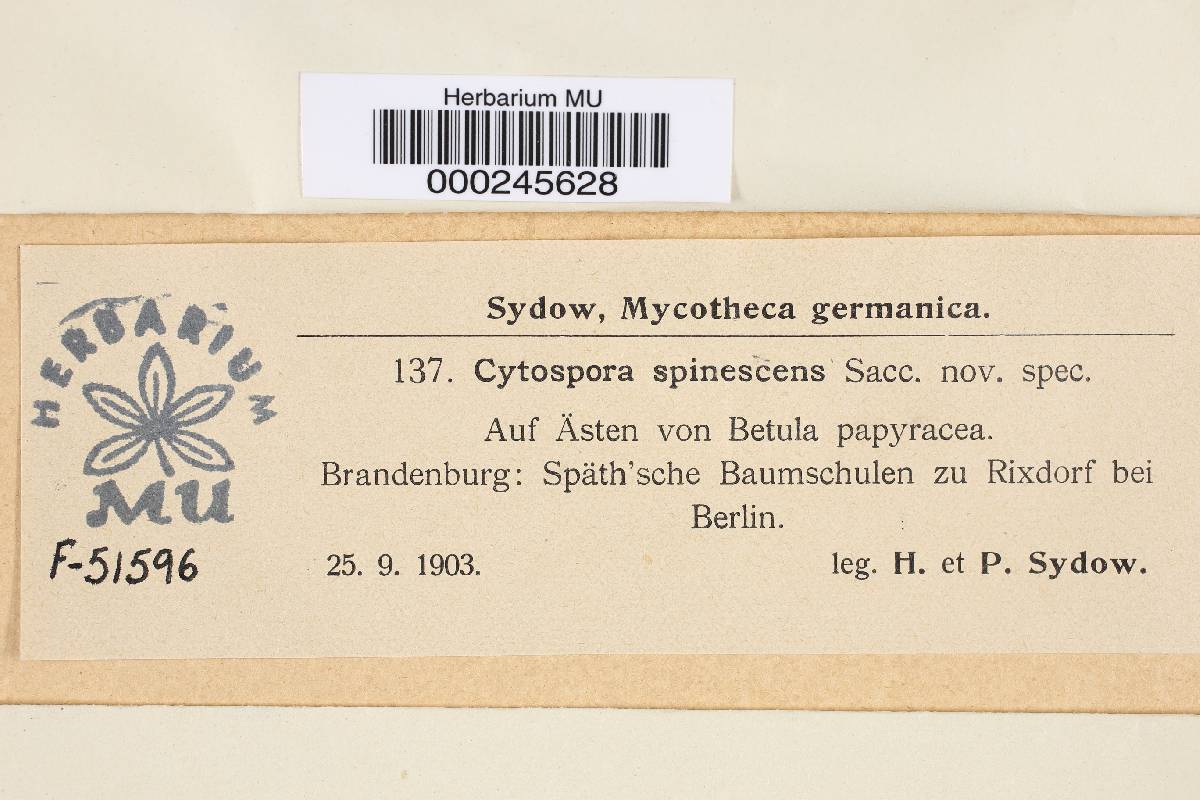 Herbarium MU
000245628
Sydow, Mycotheca germanica.
137. Cytospora spinescens Sacc. nov. spec.
Auf Ästen von Betula papyracea.
Brandenburg: Späth'sche Baumschulen zu Rixdorf bei
Berlin.
25. 9. 1903. leg. H. et P. Sydow.
HERBARIUM
MU
F-51596